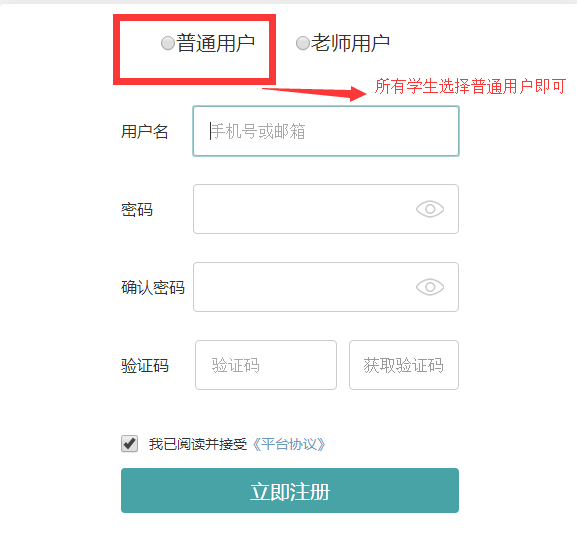 普通用户 老师用户
所有学生选择普通用户即可
用户名 手机号或邮箱
密码
确认密码
验证码 验证码 获取验证码
我已阅读并接受《平台协议》
立即注册